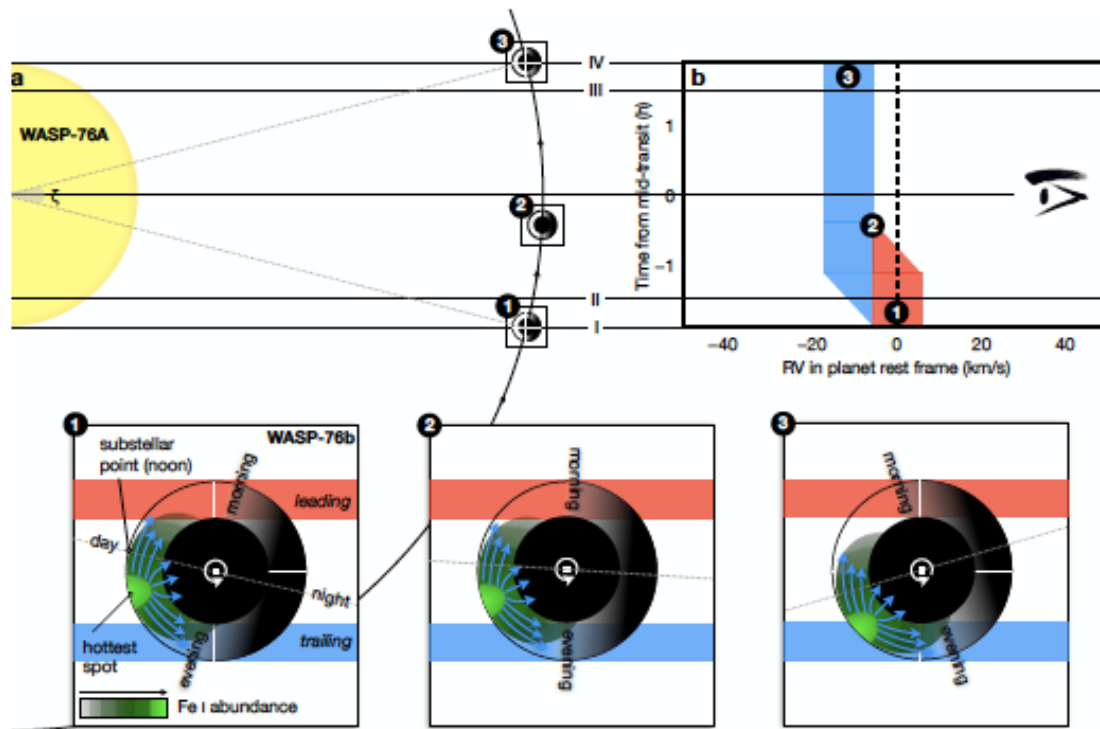 a
WASP-76A
ζ
3
2
1
IV
III
II
I
b
3
2
1
Time from mid-transit (h)
1
0
−1
−40
−20
0
20
40
RV in planet rest frame (km/s)
1
WASP-76b
substellar
point (noon)
morning
leading
day
night
hottest
spot
evening
trailing
Fe I abundance
2
morning
evening
3
morning
evening